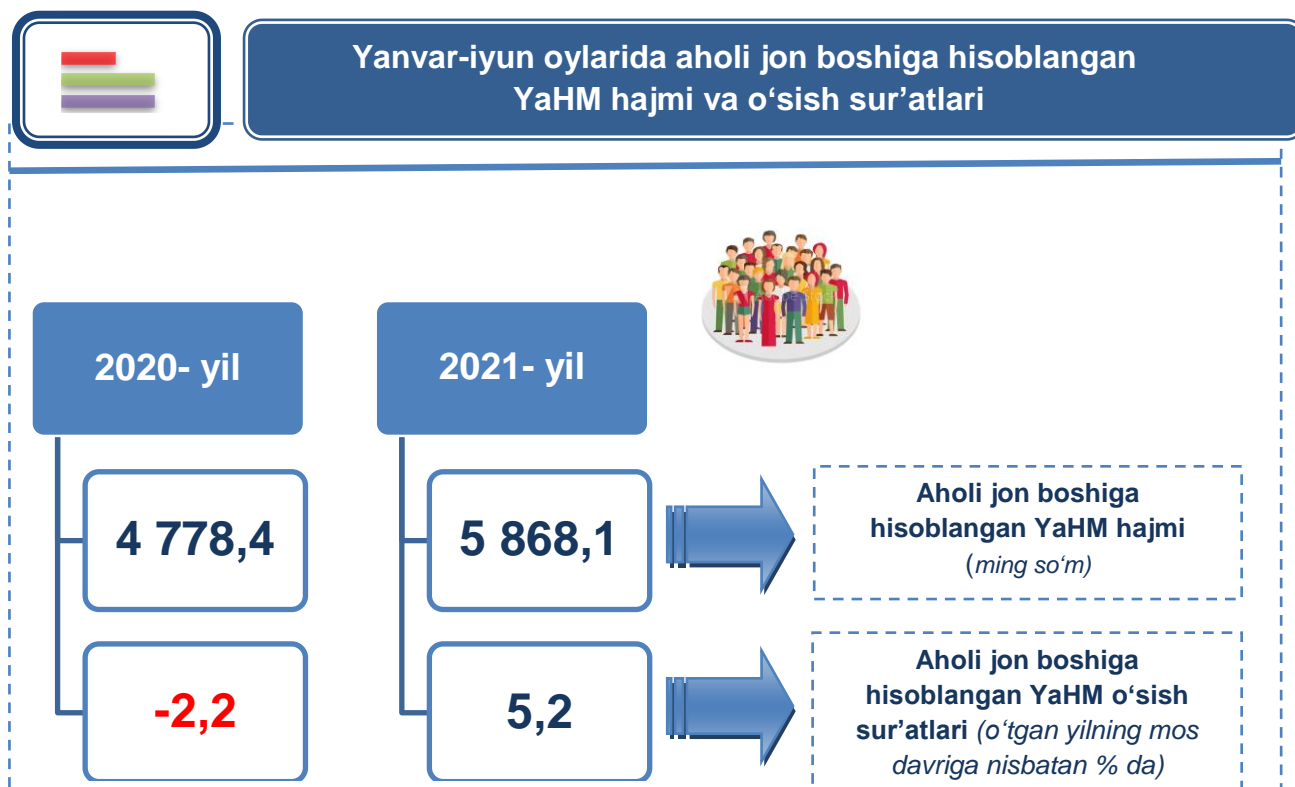 Yanvar-iyun oylarida aholi jon boshiga hisoblangan
YaHM hajmi va o‘sish sur’atlari
2020- yil
2021- yil
4 778,4
5 868,1
Aholi jon boshiga
hisoblangan YaHM hajmi
(ming so‘m)
-2,2
5,2
Aholi jon boshiga
hisoblangan YaHM o‘sish
sur’atlari (o‘tgan yilning mos
davriga nisbatan % da)